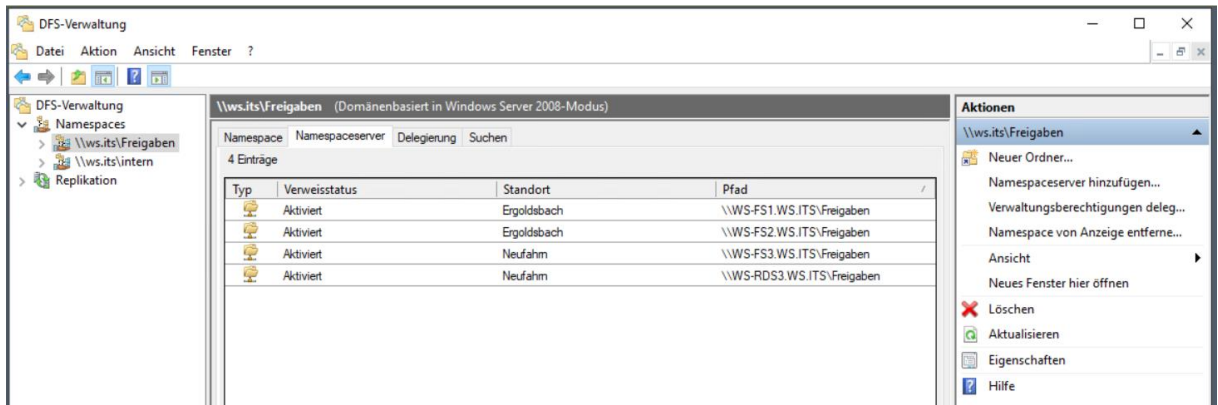 DFS-Verwaltung
Datei Aktion Ansicht Fenster ?
DFS-Verwaltung
Namespaces
\\ws.its\Freigaben
\\ws.its\intern
Replikation
\\ws.its\Freigaben (Domänenbasiert in Windows Server 2008-Modus)
Namespace Namespaceserver Delegierung Suchen
4 Einträge
Typ Verweisstatus Standort Pfad
Aktiviert Ergoldsbach \\WS-FS1.WS.ITS\Freigaben
Aktiviert Ergoldsbach \\WS-FS2.WS.ITS\Freigaben
Aktiviert Neufahrn \\WS-FS3.WS.ITS\Freigaben
Aktiviert Neufahrn \\WS-RDS3.WS.ITS\Freigaben
Aktionen
\\ws.its\Freigaben
Neuer Ordner...
Namespaceserver hinzufügen...
Verwaltungsberechtigungen deleg...
Namespace von Anzeige entferne...
Ansicht
Neues Fenster hier öffnen
Löschen
Aktualisieren
Eigenschaften
Hilfe